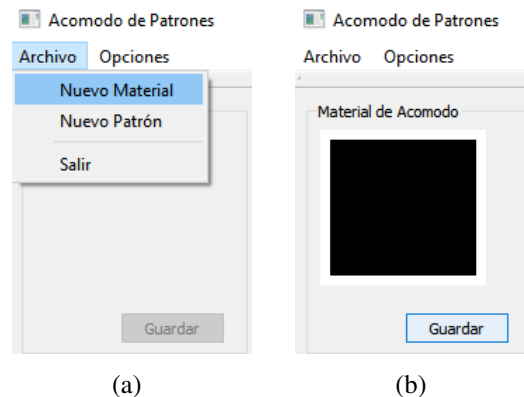 Acomodo de Patrones
Archivo Opciones
Nuevo Material
Nuevo Patrón
Salir
Guardar
(a)
Acomodo de Patrones
Archivo Opciones
Material de Acomodo
Guardar
(b)